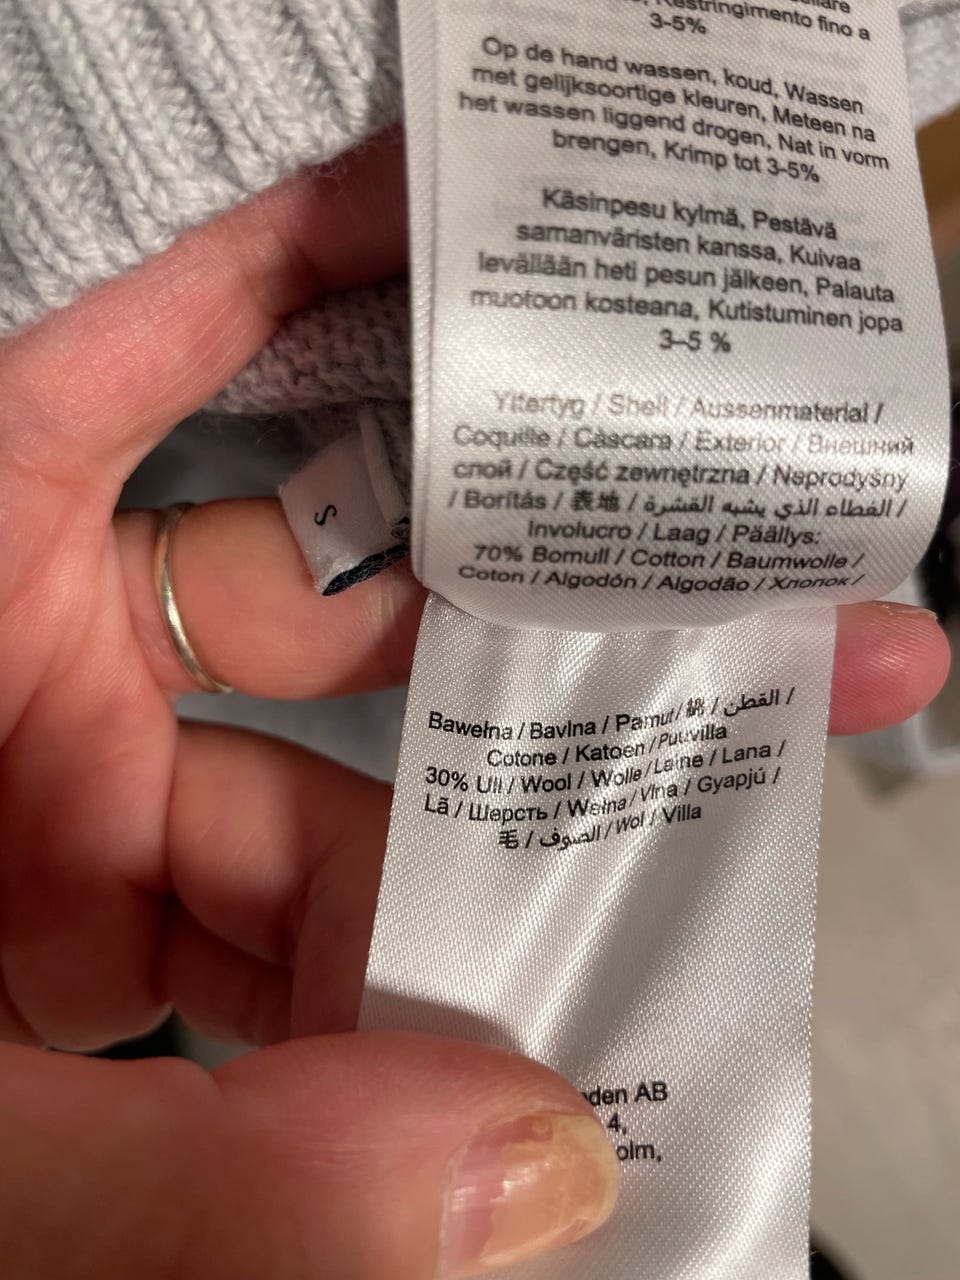 Restringimento fino a
3-5%
Op de hand wassen, koud, Wassen
met gelijksoortige kleuren, Meteen na
het wassen liggend drogen, Nat in vorm
brengen, Krimp tot 3-5%
Käsinpesu kylmä, Pestävä
samanväristen kanssa, Kuivaa
levällään heti pesun jälkeen, Palauta
muotoon kosteana, Kutistuminen jopa
3–5 %
Yttertyg / Shell / Aussenmaterial /
Coquille / Cáscara / Exterior / Внешний
слой / Część zewnętrzna / Neprodyšny
/ Borítás / 表地 / الغطاء الذي يشبه القشرة /
Involucro / Laag / Päällys:
70% Bomull / Cotton / Baumwolle /
Coton / Algodón / Algodão / Хлопок /
Bawełna / Bavlna / Pamut / 綿 / القطن /
Cotone / Katoen / Puuvilla
30% Ull / Wool / Wolle / Laine / Lana /
Lã / Шерсть / Wełna / Vlna / Gyapjú /
毛 / الصوف / Wol / Villa
S
AB
4,